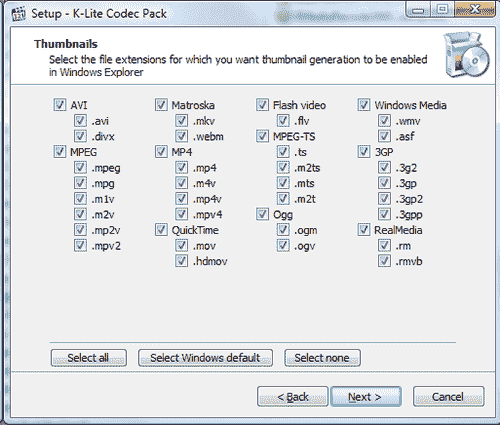 Setup - K-Lite Codec Pack
Thumbnails
Select the file extensions for which you want thumbnail generation to be enabled
in Windows Explorer
AVI
.avi
.divx
MPEG
.mpeg
.mpg
.m1v
.m2v
.mp2v
.mpv2
Matroska
.mkv
.webm
MP4
.mp4
.m4v
.mp4v
.mpv4
QuickTime
.mov
.hdmov
Flash video
.flv
MPEG-TS
.ts
.m2ts
.mts
.m2t
Ogg
.ogm
.ogv
Windows Media
.wmv
.asf
3GP
.3g2
.3gp
.3gp2
.3gpp
RealMedia
.rm
.rmvb
Select all
Select Windows default
Select none
< Back
Next >
Cancel